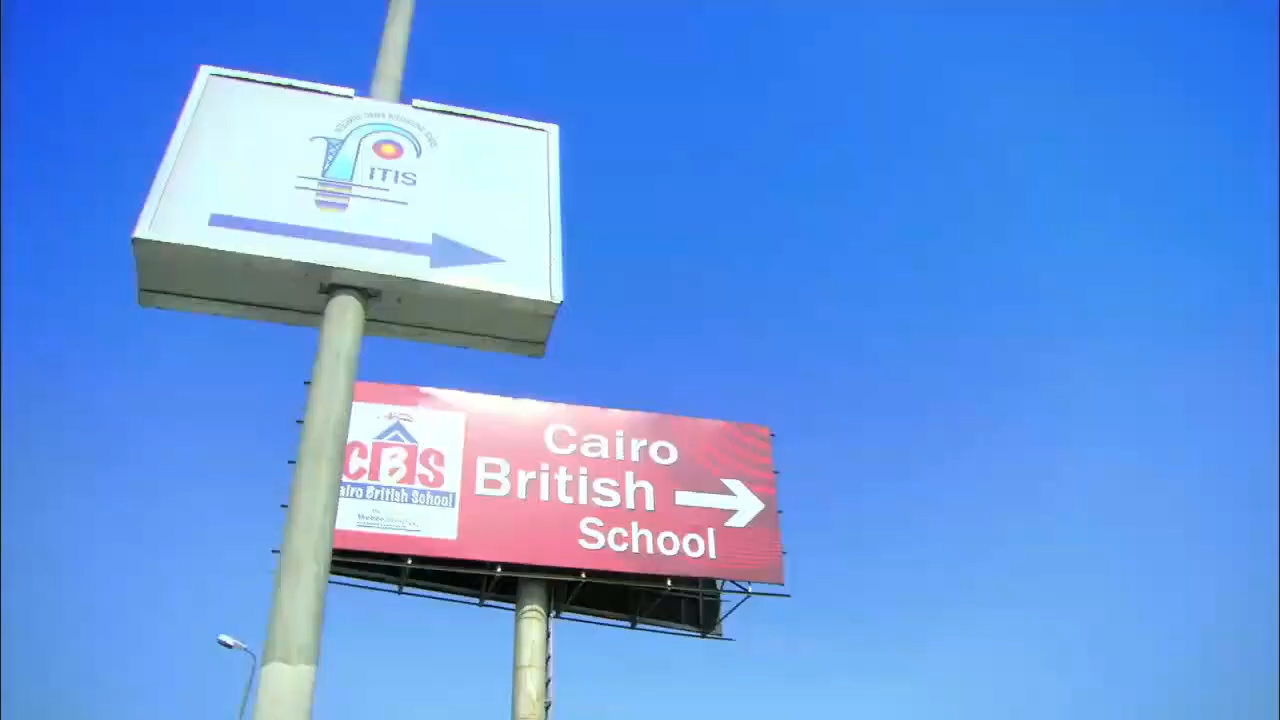 ITIS
CBS
Cairo British School
Cairo
British
School